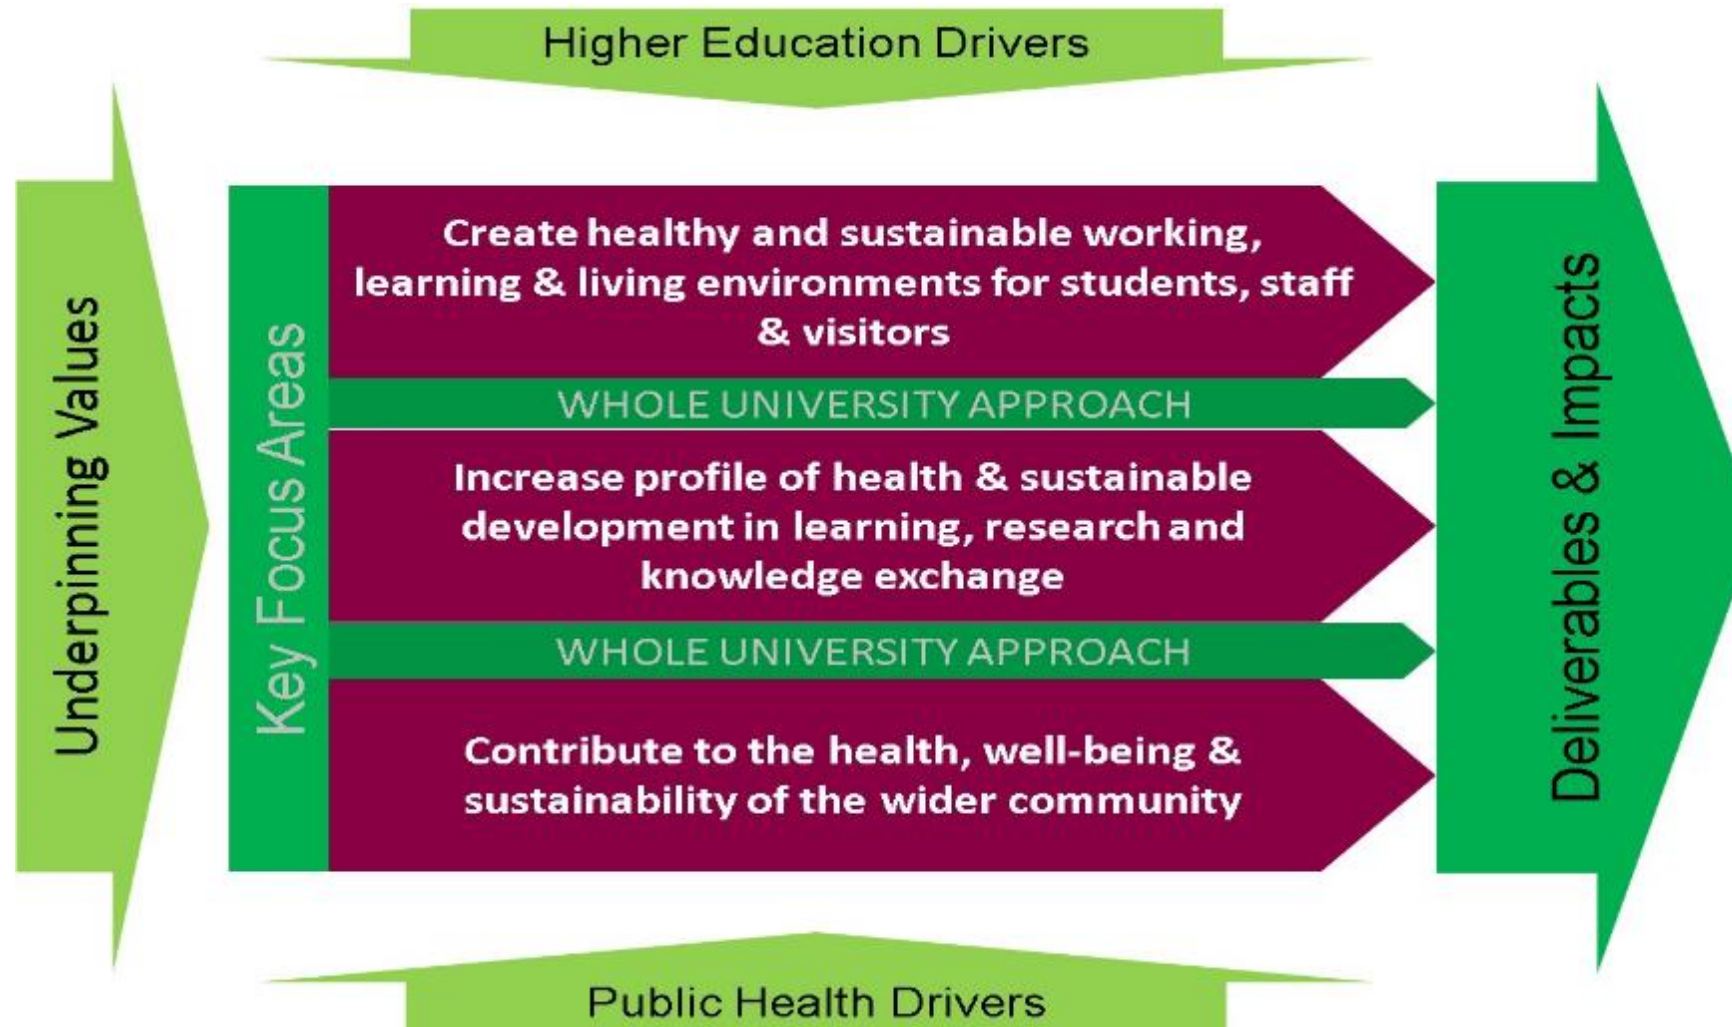 Higher Education Drivers
Underpinning Values
Key Focus Areas
Create healthy and sustainable working,
learning & living environments for students, staff
& visitors
WHOLE UNIVERSITY APPROACH
Increase profile of health & sustainable
development in learning, research and
knowledge exchange
WHOLE UNIVERSITY APPROACH
Contribute to the health, well-being &
sustainability of the wider community
Deliverables & Impacts
Public Health Drivers